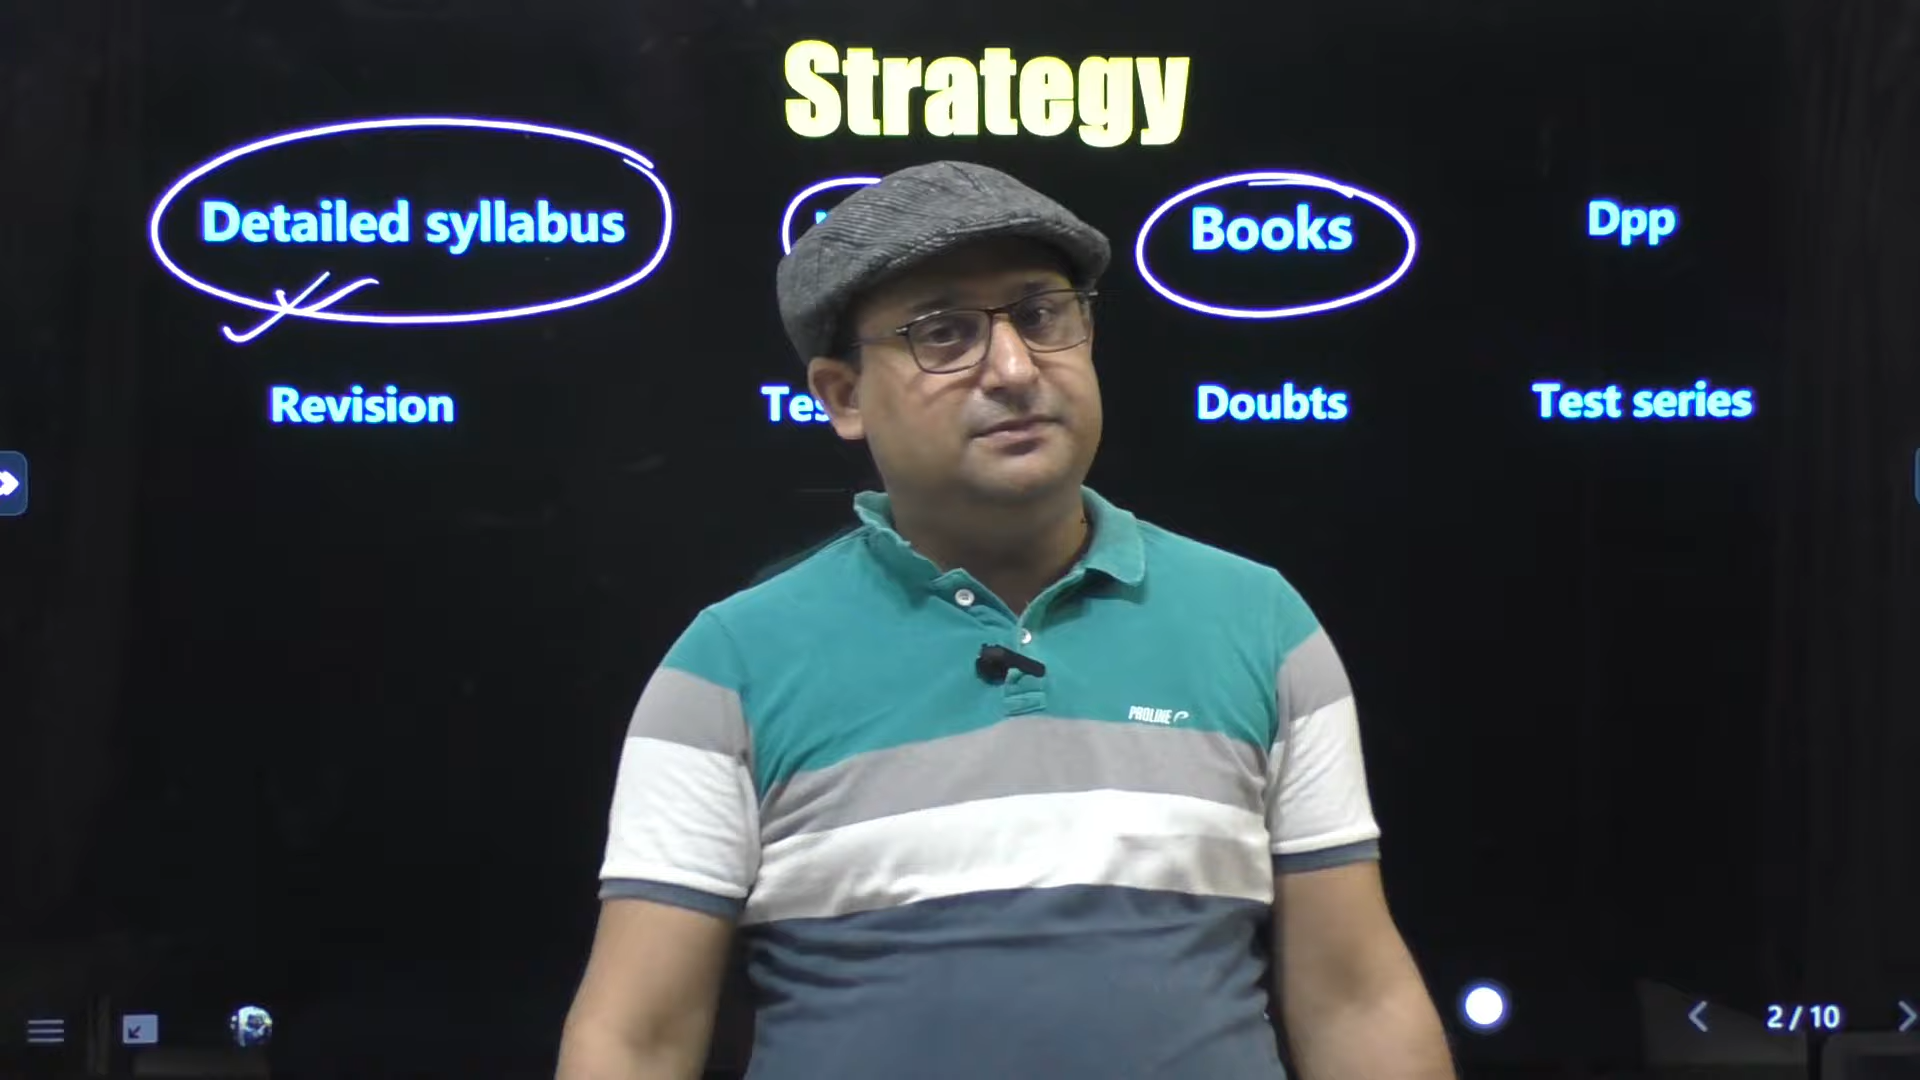 Strategy
Detailed syllabus
Books
Dpp
Revision
Doubts
Test series
PROLINE
2 / 10